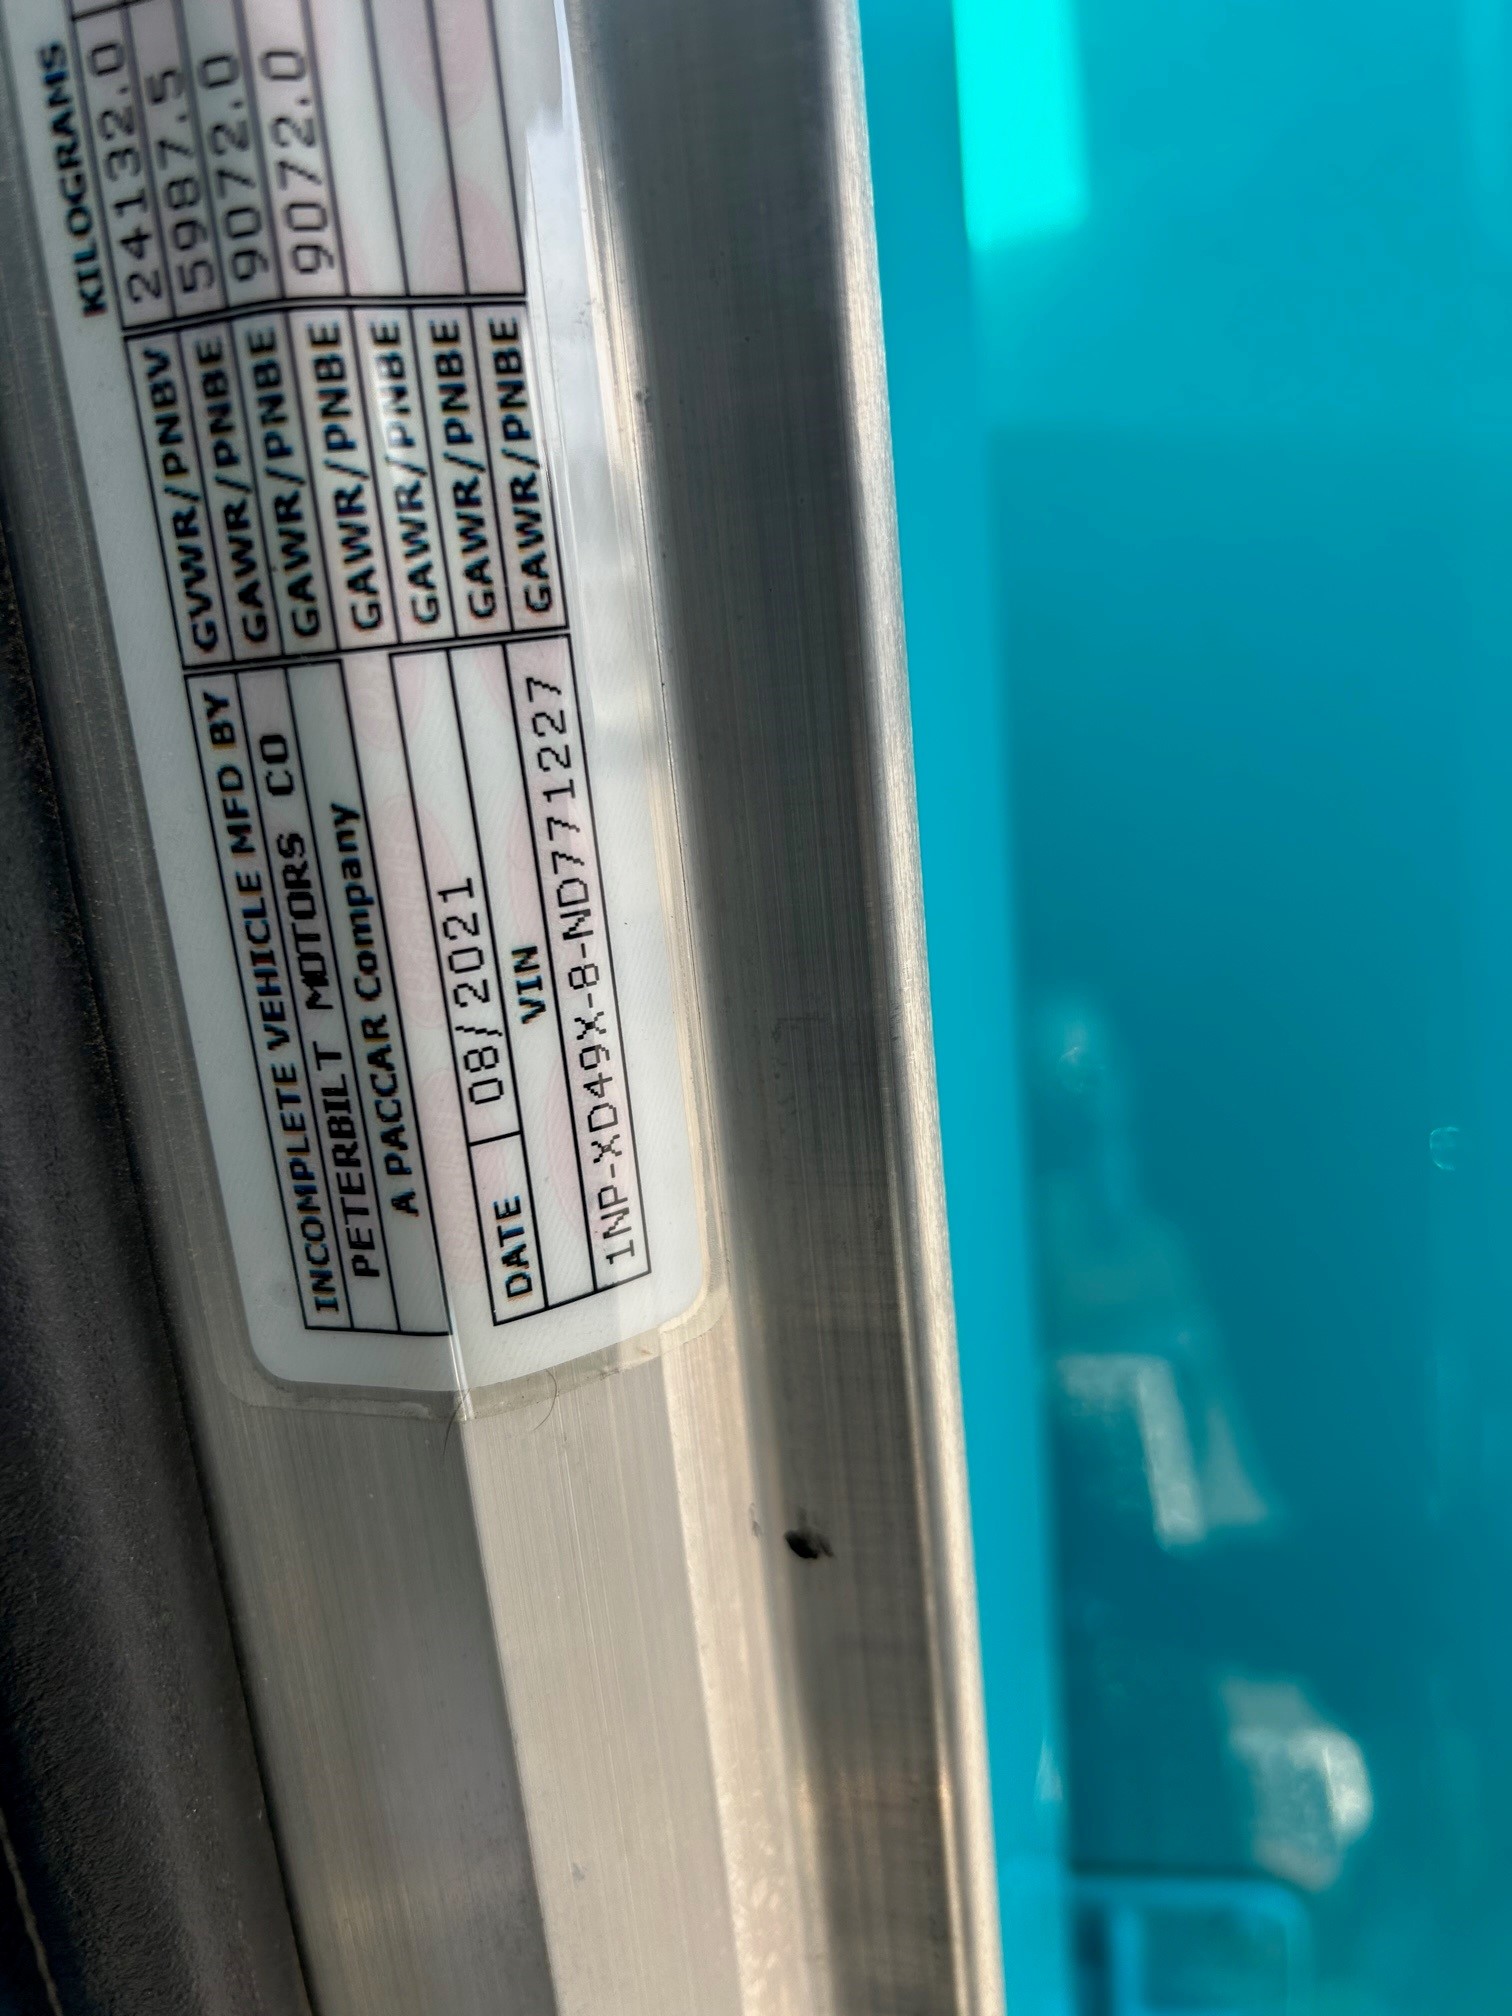 INCOMPLETE VEHICLE MFD BY
PETERBILT MOTORS CO
A PACCAR Company
DATE 08/2021
VIN
1NP-XD49X-8-ND771227
KILOGRAMS
GVWR/PNBV 24132.0
GAWR/PNBE 5987.5
GAWR/PNBE 9072.0
GAWR/PNBE 9072.0
GAWR/PNBE
GAWR/PNBE
GAWR/PNBE